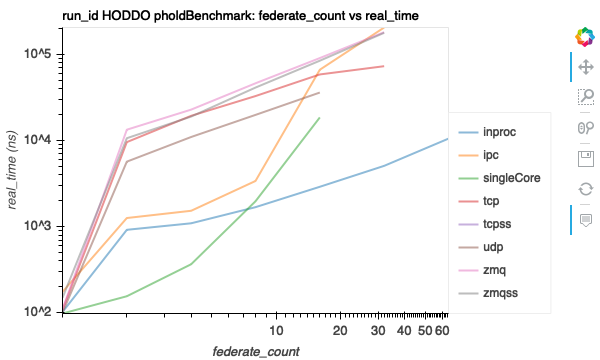 run_id HODDO pholdBenchmark: federate_count vs real_time
real_time (ns)
10^5
10^4
10^3
10^2
10
20
30
40
50
60
federate_count
inproc
ipc
singleCore
tcp
tcpss
udp
zmq
zmqss